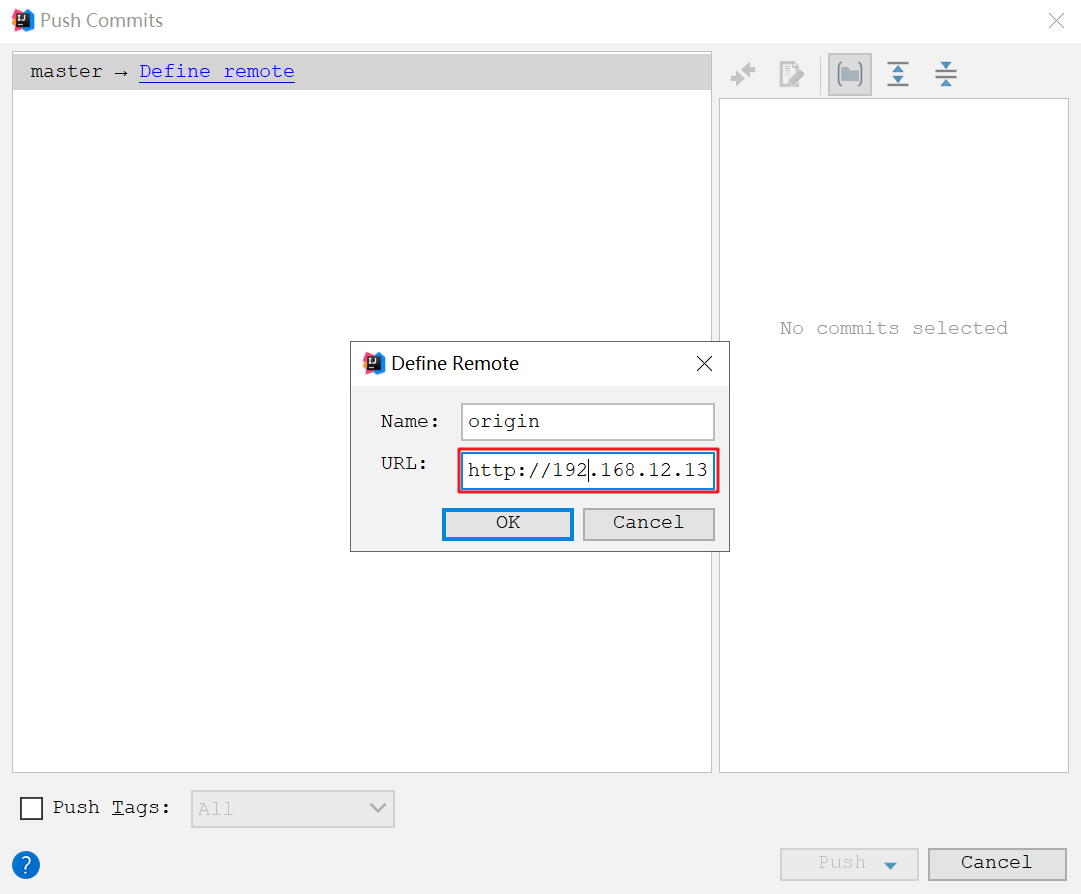 Push Commits
master → Define remote
No commits selected
Define Remote
Name: origin
URL: http://192.168.12.13
OK Cancel
Push Tags: All
? Push Cancel